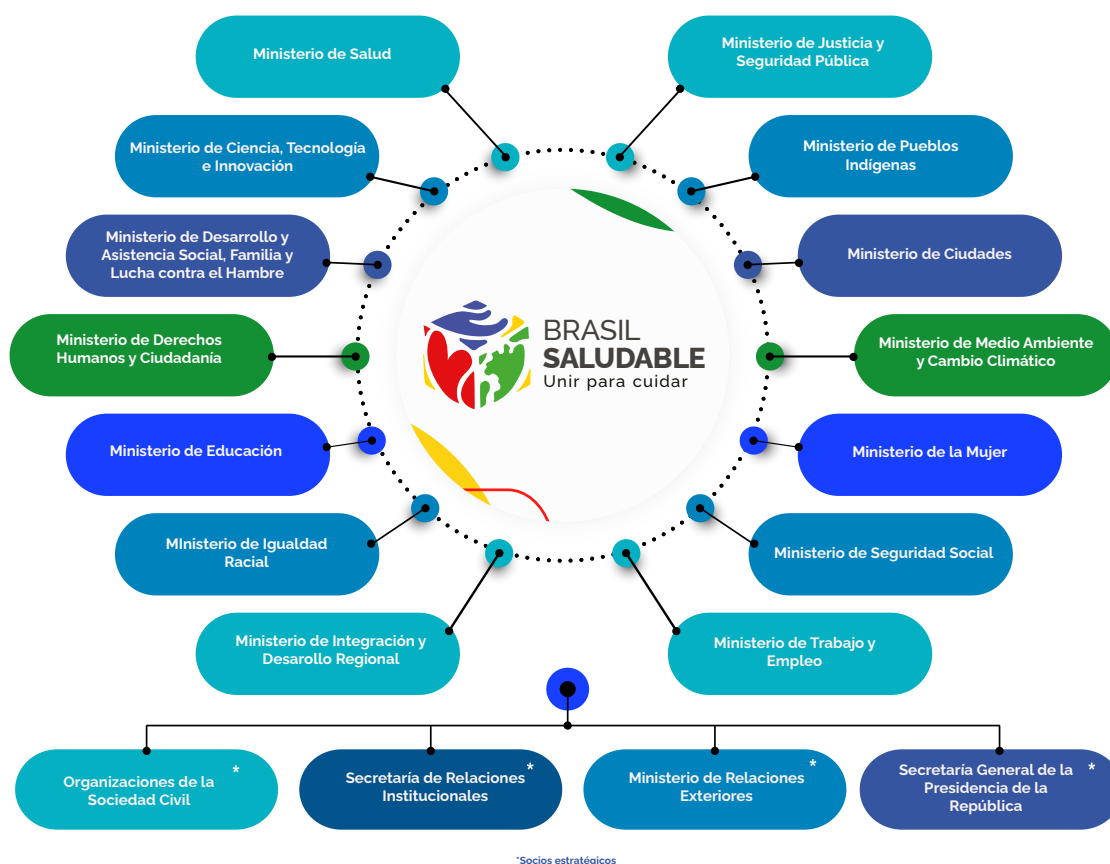 Ministerio de Salud
Ministerio de Justicia y
Seguridad Pública
Ministerio de Ciencia, Tecnología
e Innovación
Ministerio de Pueblos
Indígenas
Ministerio de Desarrollo y
Asistencia Social, Familia y
Lucha contra el Hambre
Ministerio de Ciudades
Ministerio de Derechos
Humanos y Ciudadanía
BRASIL
SALUDABLE
Unir para cuidar
Ministerio de Medio Ambiente
y Cambio Climático
Ministerio de Educación
Ministerio de la Mujer
MInisterio de Igualdad
Racial
Ministerio de Seguridad Social
Ministerio de Integración y
Desarollo Regional
Ministerio de Trabajo y
Empleo
Organizaciones de la *
Sociedad Civil
Secretaría de Relaciones *
Institucionales
Ministerio de Relaciones *
Exteriores
Secretaría General de la *
Presidencia de la
República
*Socios estratégicos